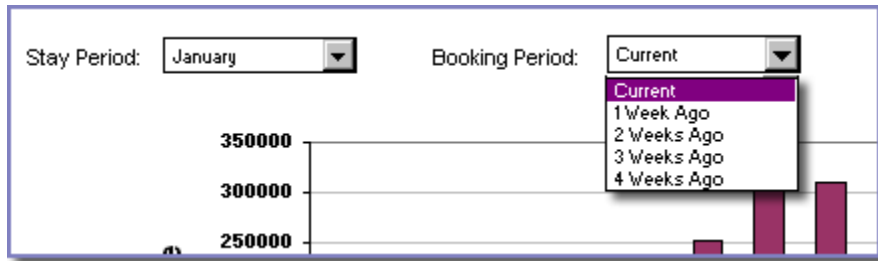 Stay Period: January Booking Period: Current
Current
1 Week Ago
2 Weeks Ago
3 Weeks Ago
4 Weeks Ago
350000
300000
250000